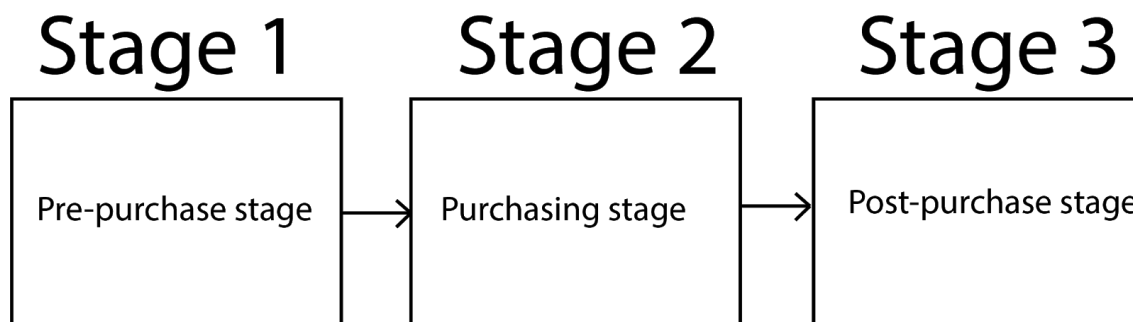 Stage 1
Stage 2
Stage 3
Pre-purchase stage
Purchasing stage
Post-purchase stage